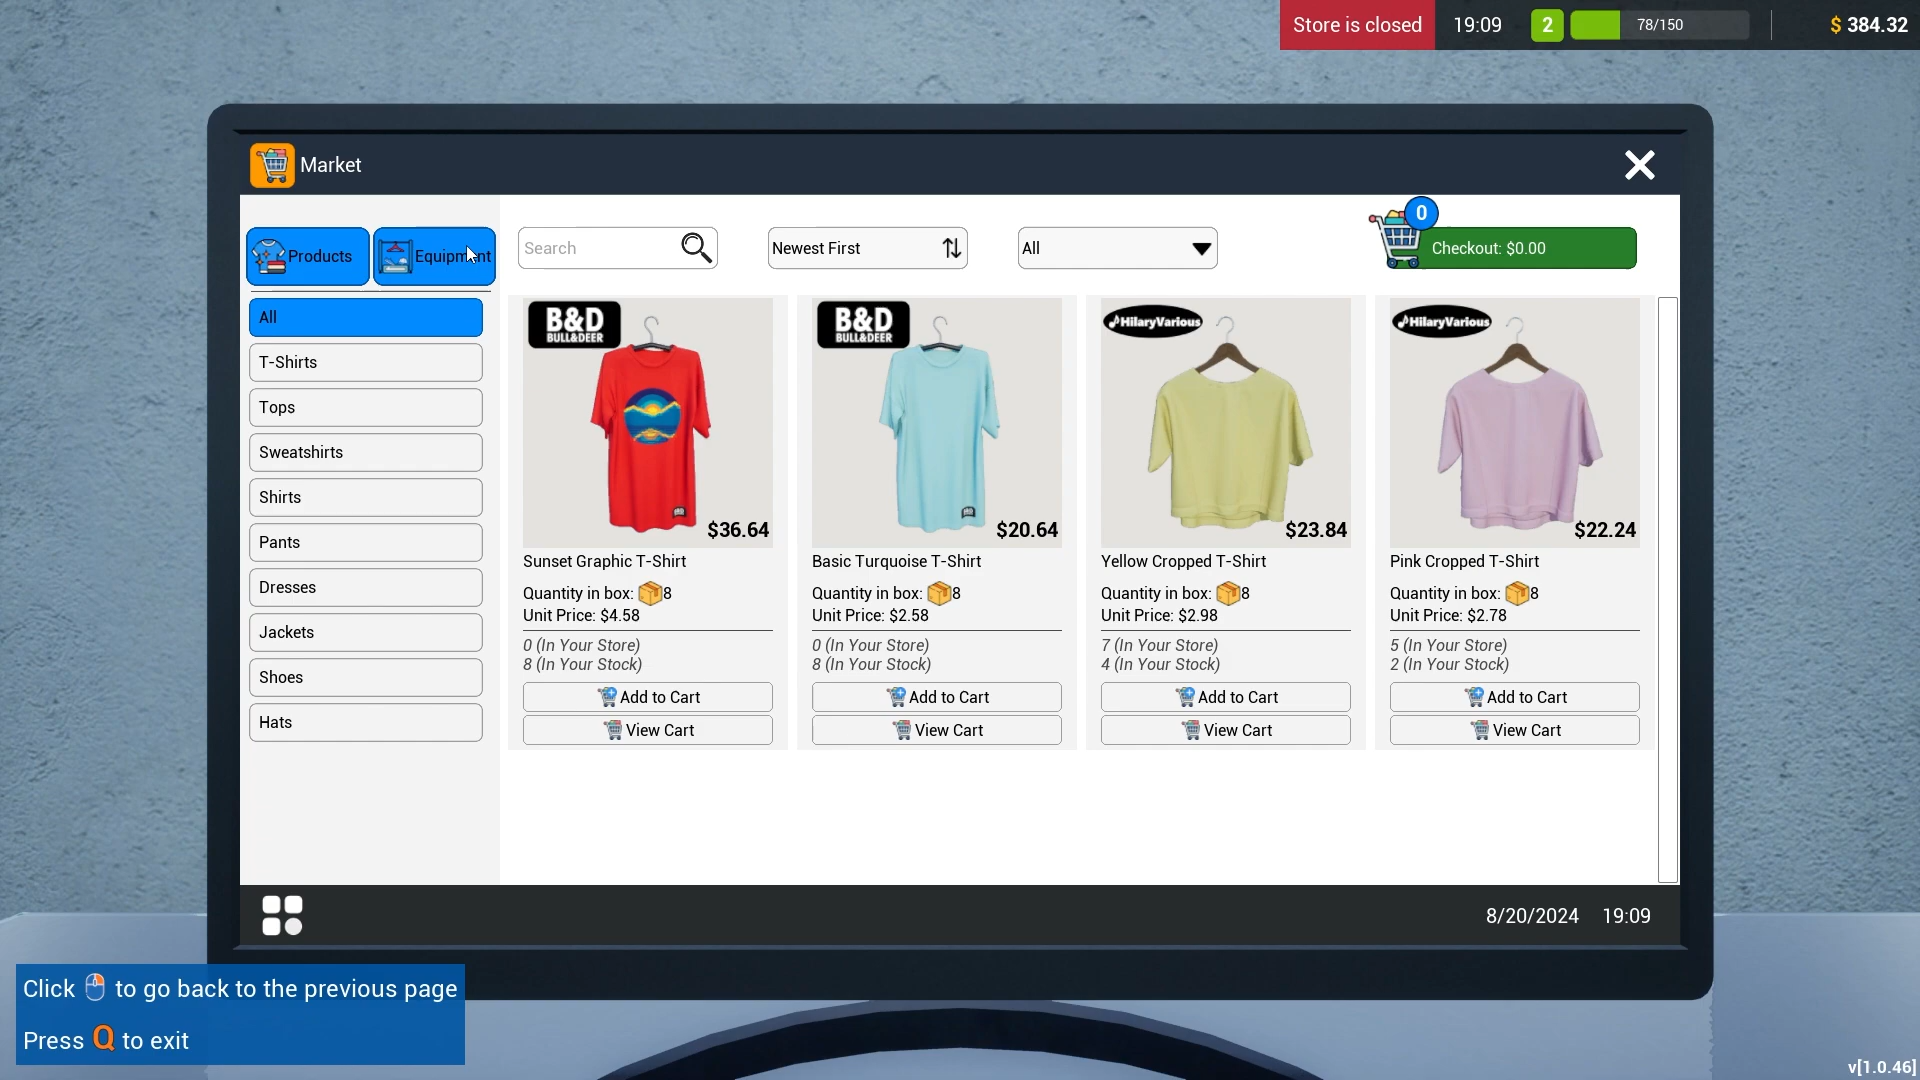 Store is closed
19:09
2
78/150
$ 384.32
Market
Products
Equipment
Search
Newest First
All
0
Checkout: $0.00
All
T-Shirts
Tops
Sweatshirts
Shirts
Pants
Dresses
Jackets
Shoes
Hats
B&D
BULL&DEER
$36.64
Sunset Graphic T-Shirt
Quantity in box: 8
Unit Price: $4.58
0 (In Your Store)
8 (In Your Stock)
Add to Cart
View Cart
B&D
BULL&DEER
$20.64
Basic Turquoise T-Shirt
Quantity in box: 8
Unit Price: $2.58
0 (In Your Store)
8 (In Your Stock)
Add to Cart
View Cart
HilaryVarious
$23.84
Yellow Cropped T-Shirt
Quantity in box: 8
Unit Price: $2.98
7 (In Your Store)
4 (In Your Stock)
Add to Cart
View Cart
HilaryVarious
$22.24
Pink Cropped T-Shirt
Quantity in box: 8
Unit Price: $2.78
5 (In Your Store)
2 (In Your Stock)
Add to Cart
View Cart
8/20/2024 19:09
Click to go back to the previous page
Press Q to exit
v[1.0.46]